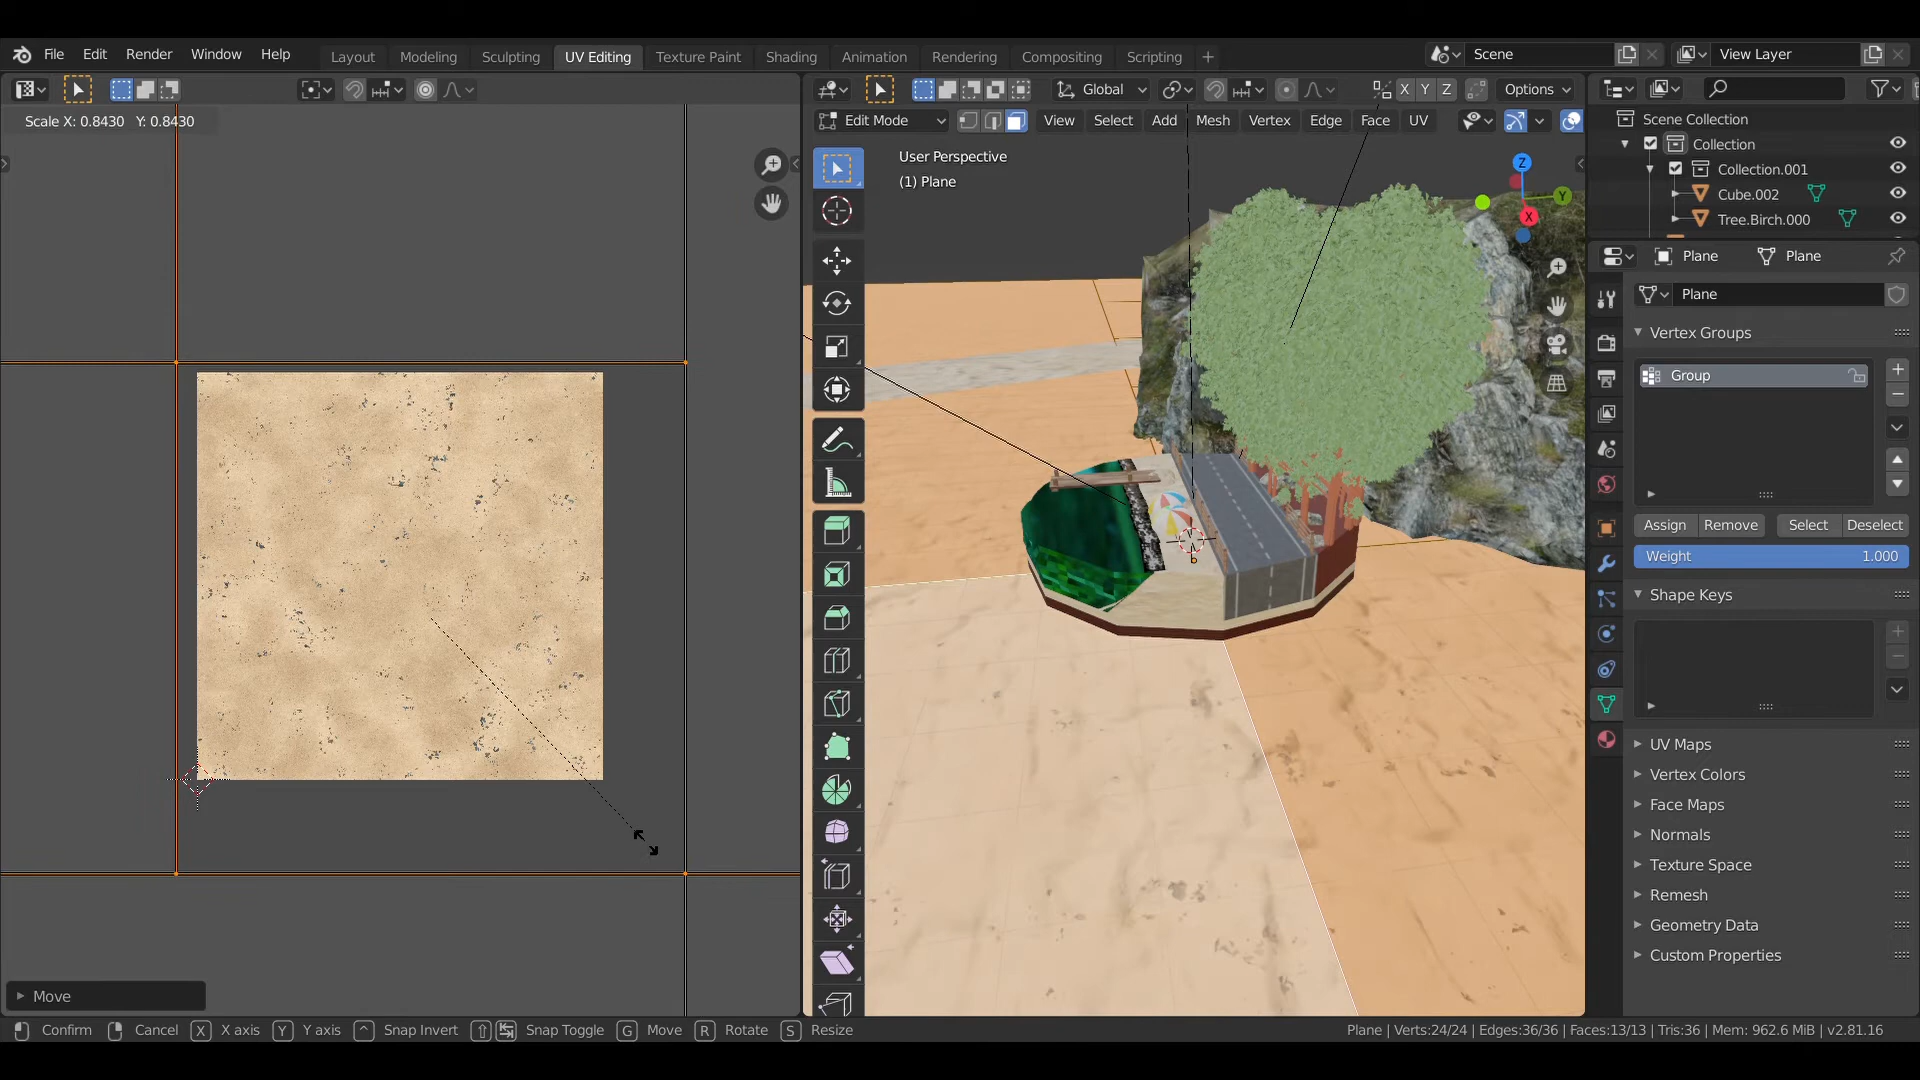 File Edit Render Window Help Layout Modeling Sculpting UV Editing Texture Paint Shading Animation Rendering Compositing Scripting + Scene View Layer
Global X Y Z Options
Scale X: 0.8430 Y: 0.8430
Edit Mode View Select Add Mesh Vertex Edge Face UV
User Perspective
(1) Plane
Z
Y
X
Scene Collection
Collection
Collection.001
Cube.002
Tree.Birch.000
Plane Plane
Plane
Vertex Groups
Group
Assign Remove Select Deselect
Weight 1.000
Shape Keys
UV Maps
Vertex Colors
Face Maps
Normals
Texture Space
Remesh
Geometry Data
Custom Properties
Move
Confirm Cancel X X axis Y Y axis ^ Snap Invert Snap Toggle G Move R Rotate S Resize
Plane | Verts:24/24 | Edges:36/36 | Faces:13/13 | Tris:36 | Mem: 962.6 MiB | v2.81.16